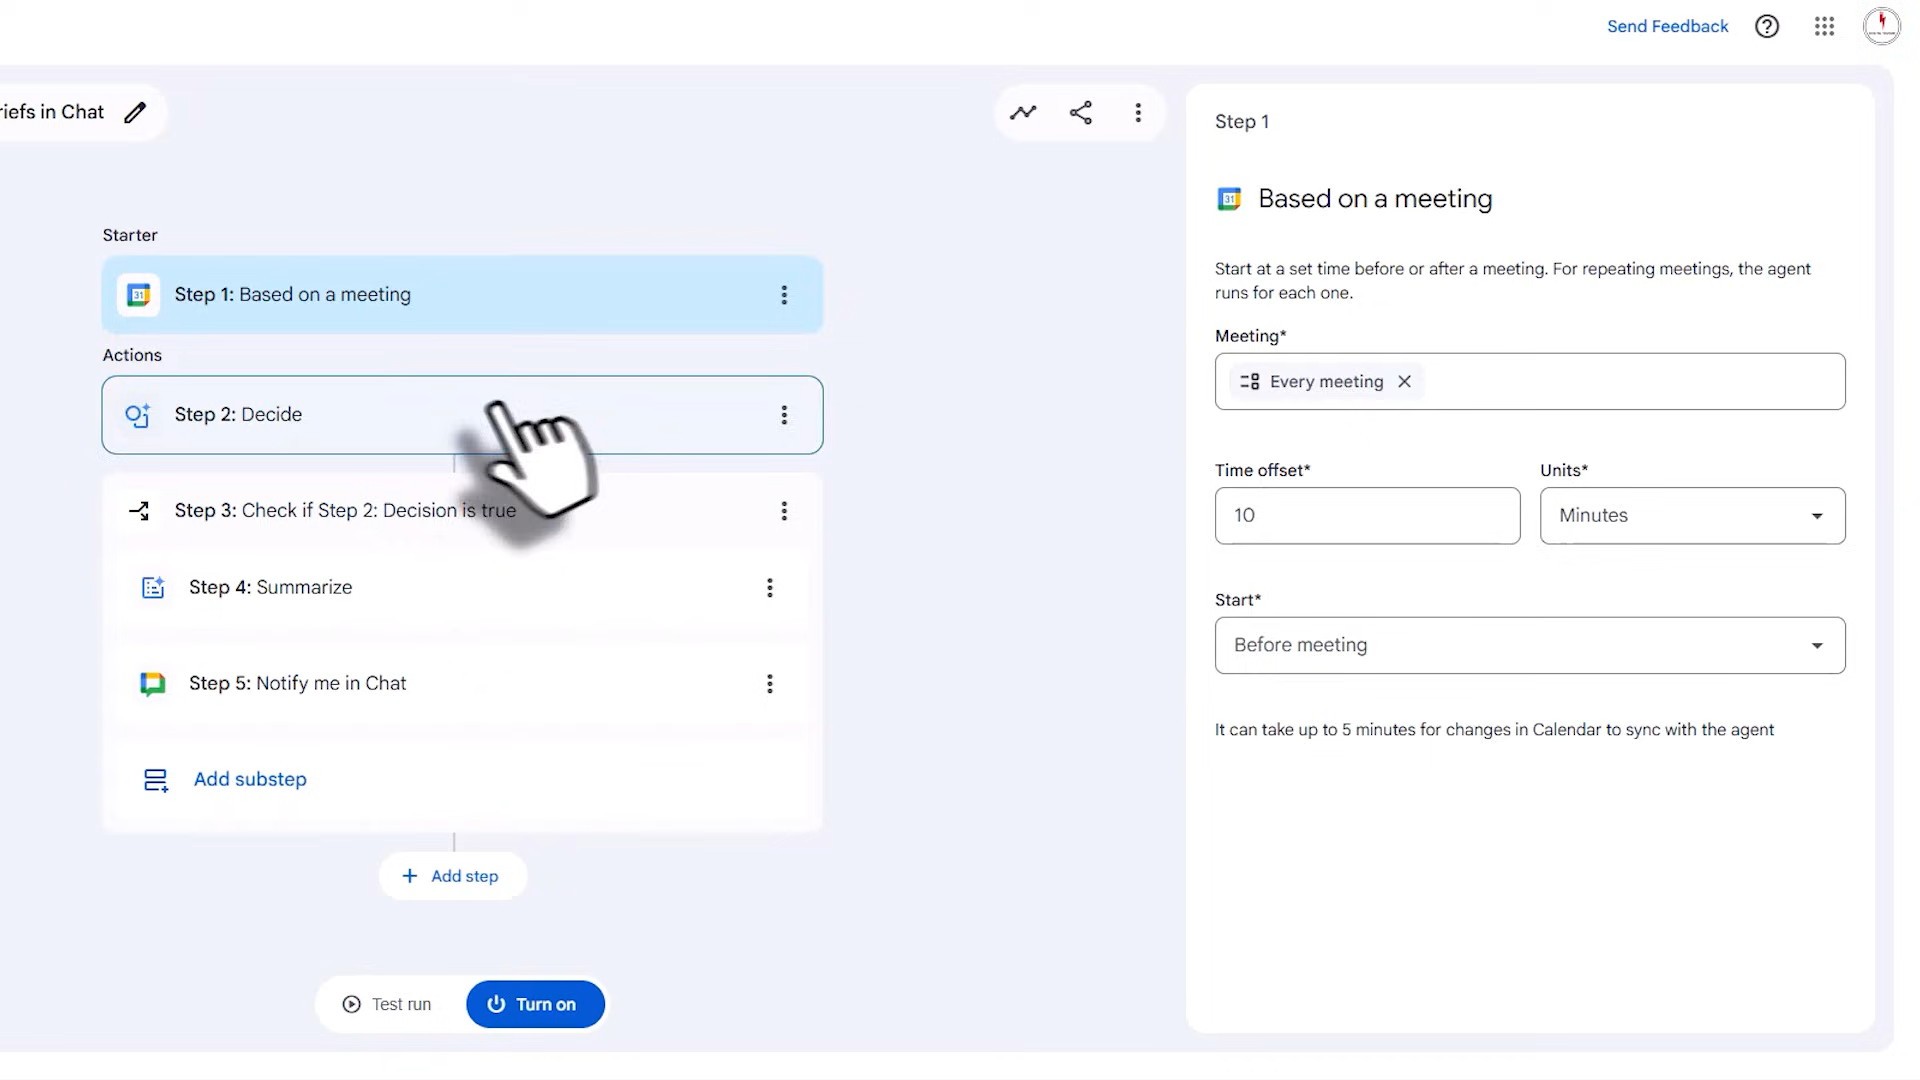 Send Feedback
riefs in Chat
Starter
31
Step 1: Based on a meeting
Actions
Step 2: Decide
Step 3: Check if Step 2: Decision is true
Step 4: Summarize
Step 5: Notify me in Chat
Add substep
Add step
Test run
Turn on
Step 1
31
Based on a meeting
Start at a set time before or after a meeting. For repeating meetings, the agent
runs for each one.
Meeting*
Every meeting
Time offset*
Units*
10
Minutes
Start*
Before meeting
It can take up to 5 minutes for changes in Calendar to sync with the agent